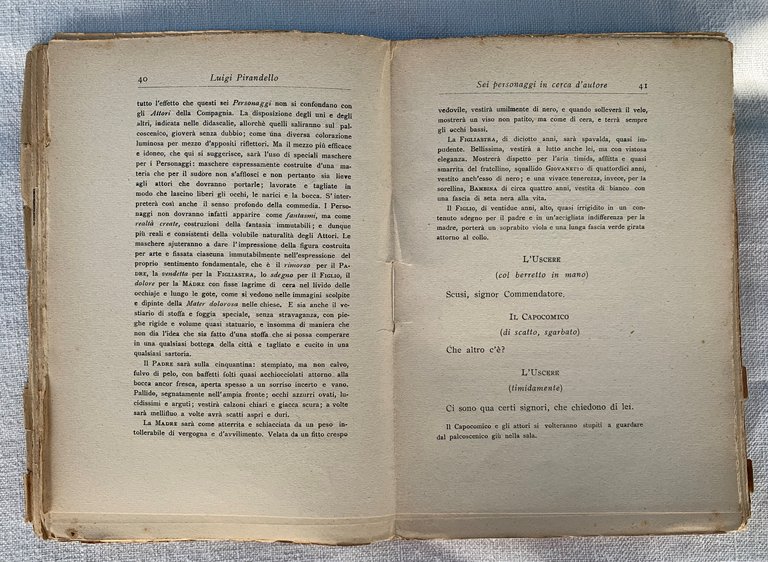 40 Luigi Pirandello
tutto l'effetto che questi sei Personaggi non si confondano con
gli Attori della Compagnia. La disposizione degli uni e degli
altri, indicata nelle didascalie, allorchè quelli saliranno sul pal-
coscenico, gioverà senza dubbio; come una diversa colorazione
luminosa per mezzo d'appositi riflettori. Ma il mezzo più efficace
e idoneo, che qui si suggerisce, sarà l'uso di speciali maschere
per i Personaggi: maschere espressamente costruite d'una ma-
teria che per il sudore non s'afflosci e non pertanto sia lieve
agli attori che dovranno portarle; lavorate e tagliate in
modo che lascino liberi gli occhi, le narici e la bocca. S'inter-
preterà così anche il senso profondo della commedia. I Perso-
naggi non dovranno infatti apparire come fantasmi, ma come
realtà create, costruzioni della fantasia immutabili; e dunque
più reali e consistenti della volubile naturalità degli Attori. Le
maschere ajuteranno a dare l'impressione della figura costruita
per arte e fissata ciascuna immutabilmente nell'espressione del
proprio sentimento fondamentale, che è il rimorso per il Pa-
dre, la vendetta per la Figliastra, lo sdegno per il Figlio, il
dolore per la Madre con fisse lagrime di cera nel livido delle
occhiaje e lungo le gote, come si vedono nelle immagini scolpite
e dipinte della Mater dolorosa nelle chiese. E sia anche il ve-
stiario di stoffa e foggia speciale, senza stravaganza, con pie-
ghe rigide e volume quasi statuario, e insomma di maniera che
non dia l'idea che sia fatto d'una stoffa che si possa comperare
in una qualsiasi bottega della città e tagliato e cucito in una
qualsiasi sartoria.
Il Padre sarà sulla cinquantina: stempiato, ma non calvo,
fulvo di pelo, con baffetti folti quasi acchiocciolati attorno alla
bocca ancor fresca, aperta spesso a un sorriso incerto e vano.
Pallido, segnatamente nell'ampia fronte; occhi azzurri ovati, lu-
cidissimi e arguti; vestirà calzoni chiari e giacca scura; a volte
sarà mellifluo a volte avrà scatti aspri e duri.
La Madre sarà come atterrita e schiacciata da un peso in-
tollerabile di vergogna e d'avvilimento. Velata da un fitto crespo
Sei personaggi in cerca d'autore 41
vedovile, vestirà umilmente di nero, e quando solleverà il velo,
mostrerà un viso non patito, ma come di cera, e terrà sempre
gli occhi bassi.
La Figliastra, di diciotto anni, sarà spavalda, quasi im-
pudente. Bellissima, vestirà a lutto anche lei, ma con vistosa
eleganza. Mostrerà dispetto per l'aria timida, afflitta e quasi
smarrita del fratellino, squallido Giovanetto di quattordici anni,
vestito anch'esso di nero; e una vivace tenerezza, invece, per la
sorellina, Bambina di circa quattro anni, vestita di bianco con
una fascia di seta nera alla vita.
Il Figlio, di ventidue anni, alto, quasi irrigidito in un con-
tenuto sdegno per il padre e in un'accigliata indifferenza per la
madre, porterà un soprabito viola e una lunga fascia verde girata
attorno al collo.
L'Uscere
(col berretto in mano)
Scusi, signor Commendatore.
Il Capocomico
(di scatto, sgarbato)
Che altro c'è?
L'Uscere
(timidamente)
Ci sono qua certi signori, che chiedono di lei.
Il Capocomico e gli attori si volteranno stupiti a guardare
dal palcoscenico giù nella sala.